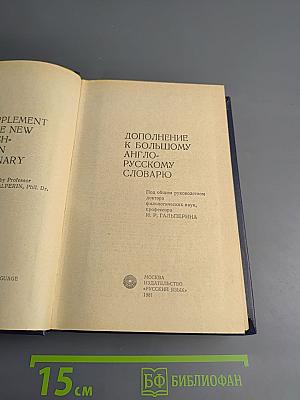 PPLEMENT
E NEW
CH-
N
NARY
by Professor
ALPERIN, Phil. Dr.
GUAGE
ДОПОЛНЕНИЕ
К БОЛЬШОМУ
АНГЛО-
РУССКОМУ
СЛОВАРЮ
Под общим руководством
доктора
филологических наук,
профессора
И. Р. ГАЛЬПЕРИНА
МОСКВА
ИЗДАТЕЛЬСТВО
«РУССКИЙ ЯЗЫК»
1981
15 СМ
БФ БИБЛИОФАН